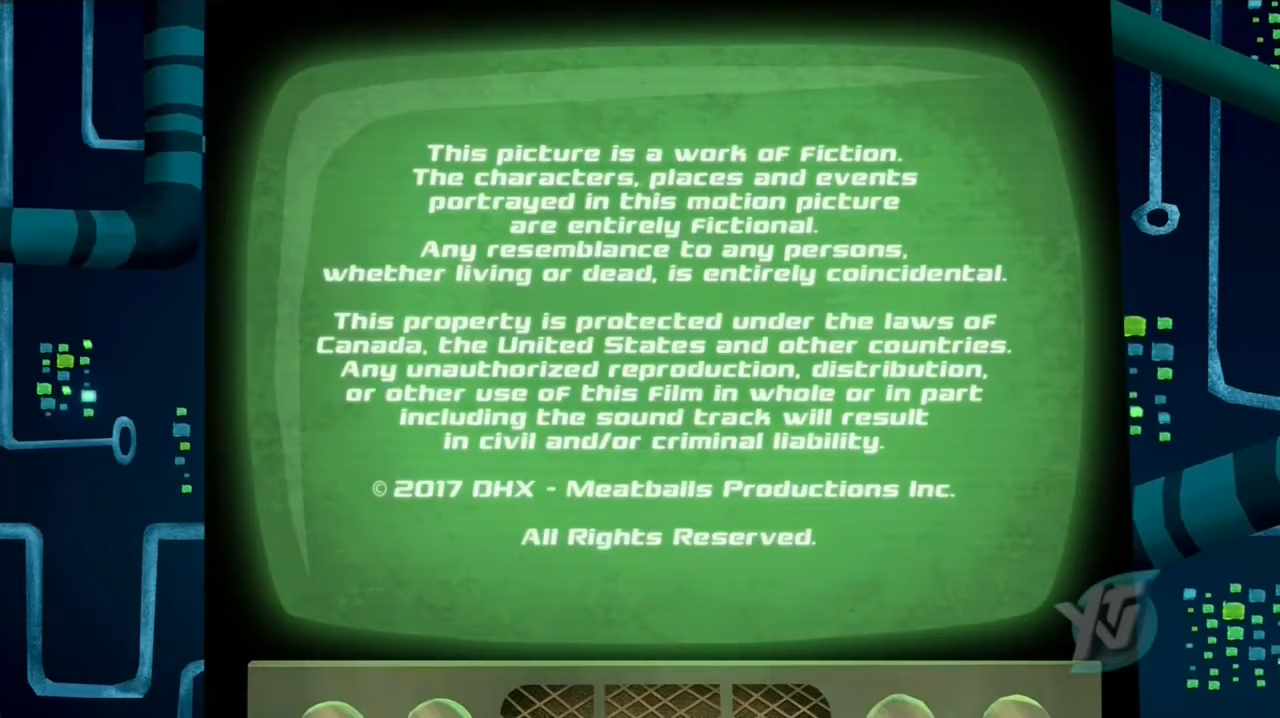 This picture is a work of fiction.
The characters, places and events
portrayed in this motion picture
are entirely fictional.
Any resemblance to any persons,
whether living or dead, is entirely coincidental.
This property is protected under the laws of
Canada, the United States and other countries.
Any unauthorized reproduction, distribution,
or other use of this film in whole or in part
including the sound track will result
in civil and/or criminal liability.
© 2017 DHX - Meatballs Productions Inc.
All Rights Reserved.
YTV